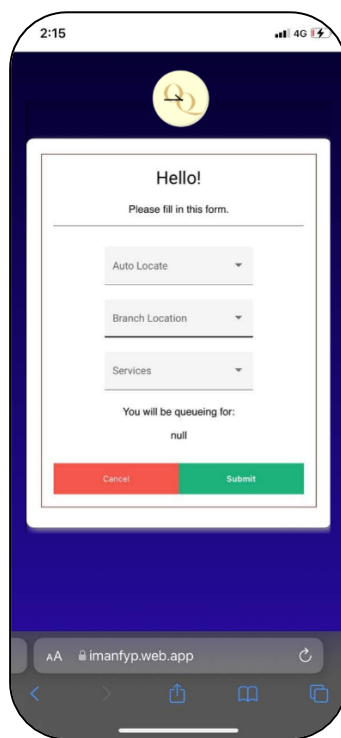 2:15
4G
Hello!
Please fill in this form.
Auto Locate
Branch Location
Services
You will be queueing for:
null
Cancel Submit
AA imanfyp.web.app